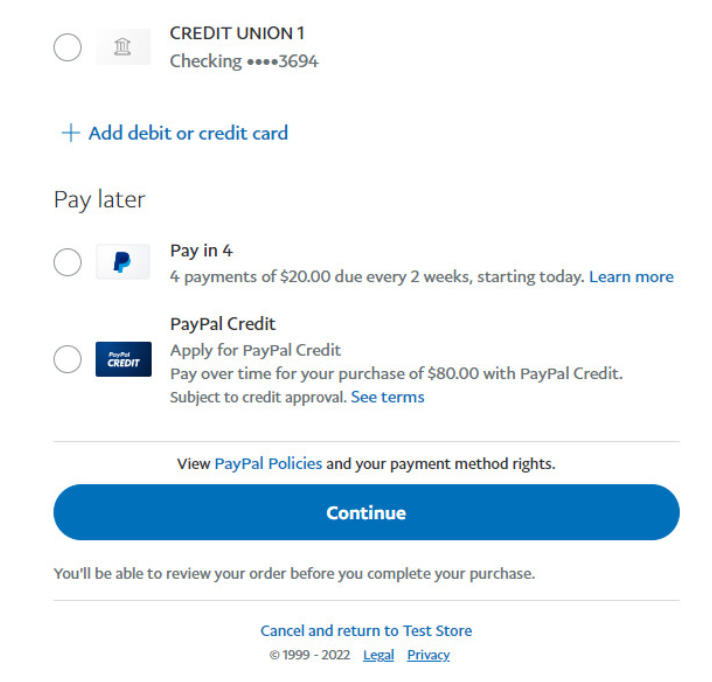 CREDIT UNION 1
Checking ••••3694
+ Add debit or credit card
Pay later
Pay in 4
4 payments of $20.00 due every 2 weeks, starting today. Learn more
PayPal Credit
PayPal
CREDIT
Apply for PayPal Credit
Pay over time for your purchase of $80.00 with PayPal Credit.
Subject to credit approval. See terms
View PayPal Policies and your payment method rights.
Continue
You'll be able to review your order before you complete your purchase.
Cancel and return to Test Store
© 1999 - 2022 Legal Privacy